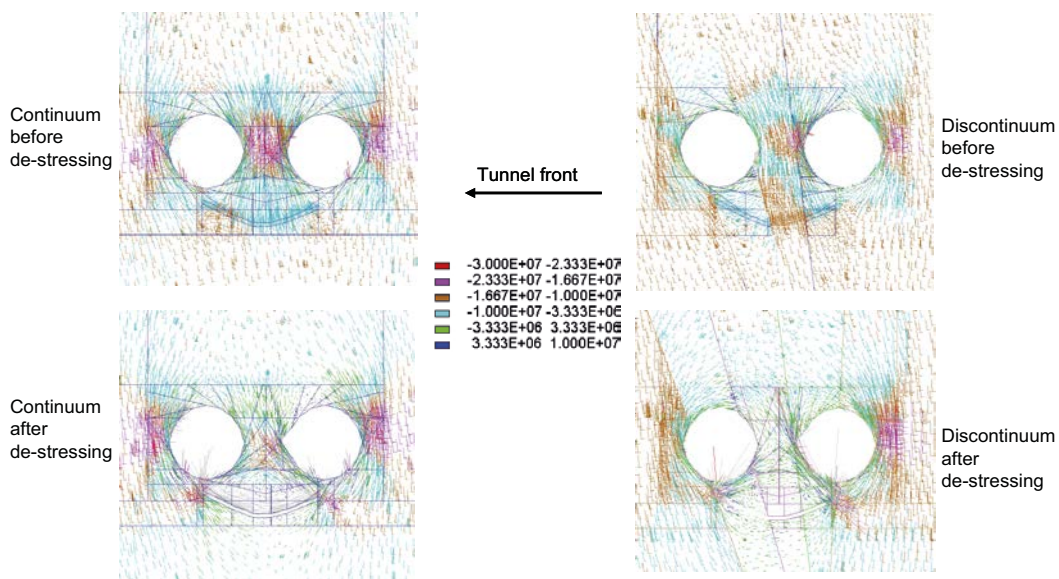 Continuum
before
de-stressing
Discontinuum
before
de-stressing
Tunnel front
-3.000E+07 -2.333E+07
-2.333E+07 -1.667E+07
-1.667E+07 -1.000E+07
-1.000E+07 -3.333E+06
-3.333E+06 3.333E+06
3.333E+06 1.000E+07
Continuum
after
de-stressing
Discontinuum
after
de-stressing